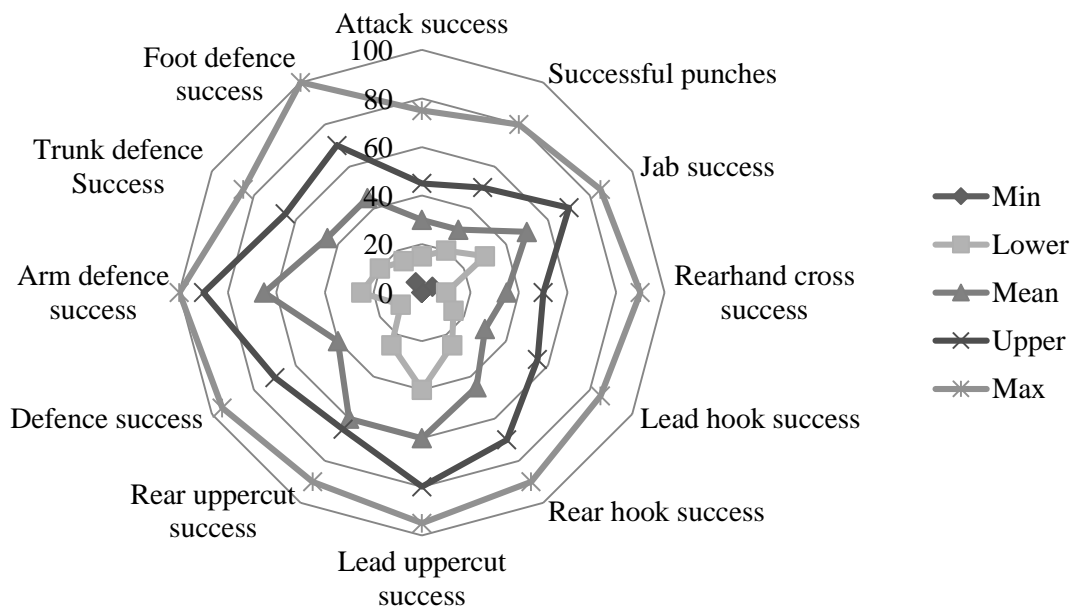 Attack success
Successful punches
Jab success
Rearhand cross
success
Lead hook success
Rear hook success
Lead uppercut
success
Rear uppercut
success
Defence success
Arm defence
success
Trunk defence
Success
Foot defence
success
100
80
60
40
20
0
Min
Lower
Mean
Upper
Max